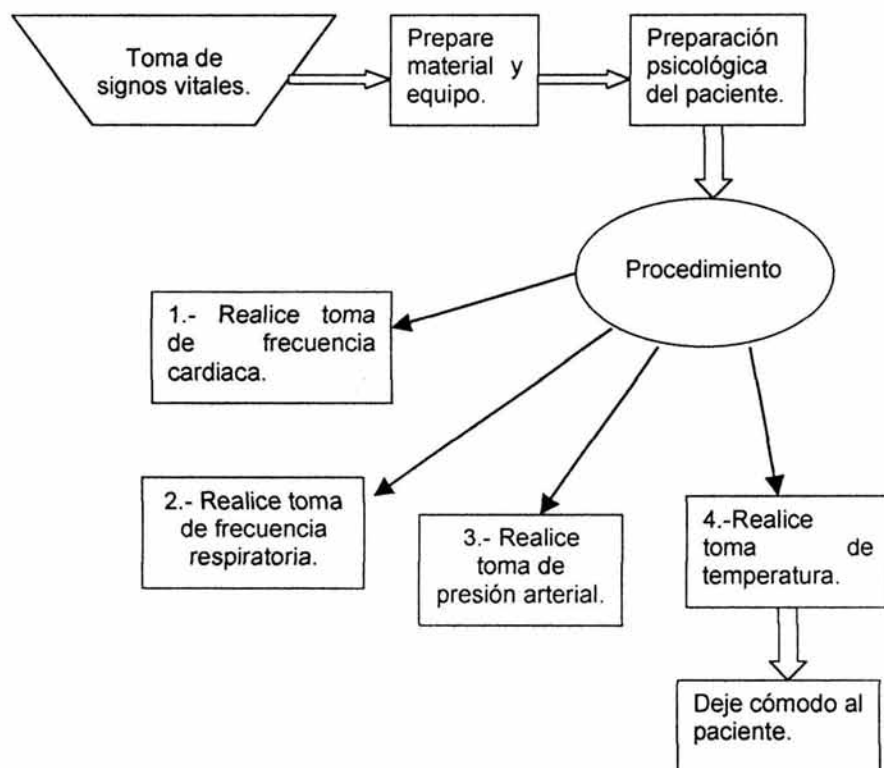 Toma de
signos vitales.
Prepare
material y
equipo.
Preparación
psicológica
del paciente.
Procedimiento
1.- Realice toma
de frecuencia
cardiaca.
2.- Realice toma
de frecuencia
respiratoria.
3.- Realice
toma de
presión arterial.
4.-Realice
toma de
temperatura.
Deje cómodo al
paciente.